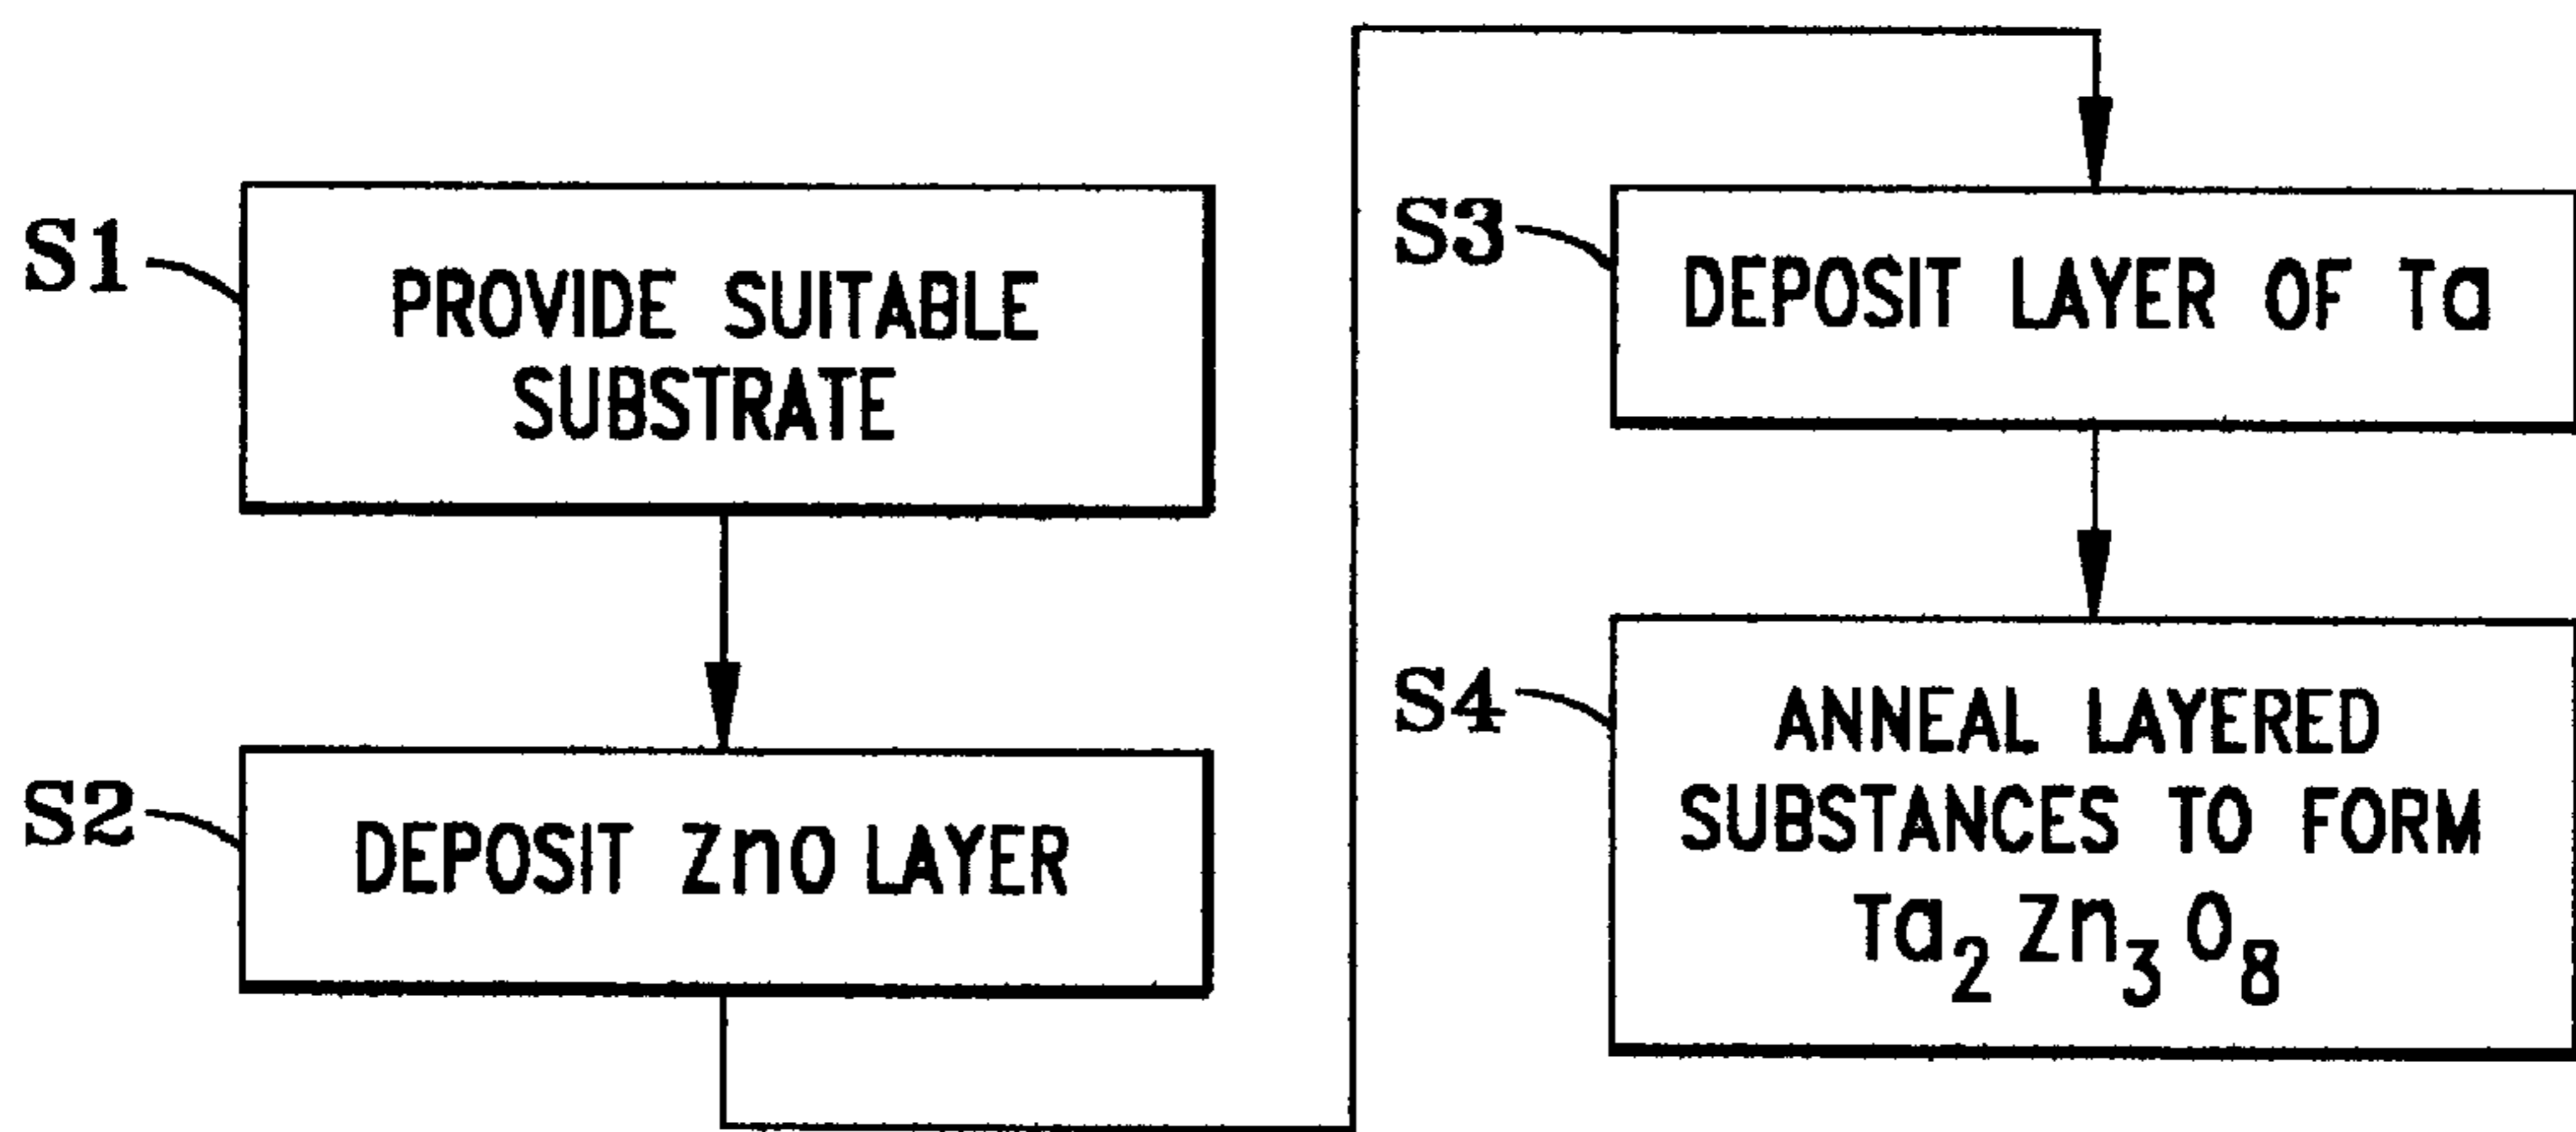 S1
PROVIDE SUITABLE
SUBSTRATE
S2
DEPOSIT ZnO LAYER
S3
DEPOSIT LAYER OF Ta
S4
ANNEAL LAYERED
SUBSTANCES TO FORM
Ta₂ Zn₃ O₈